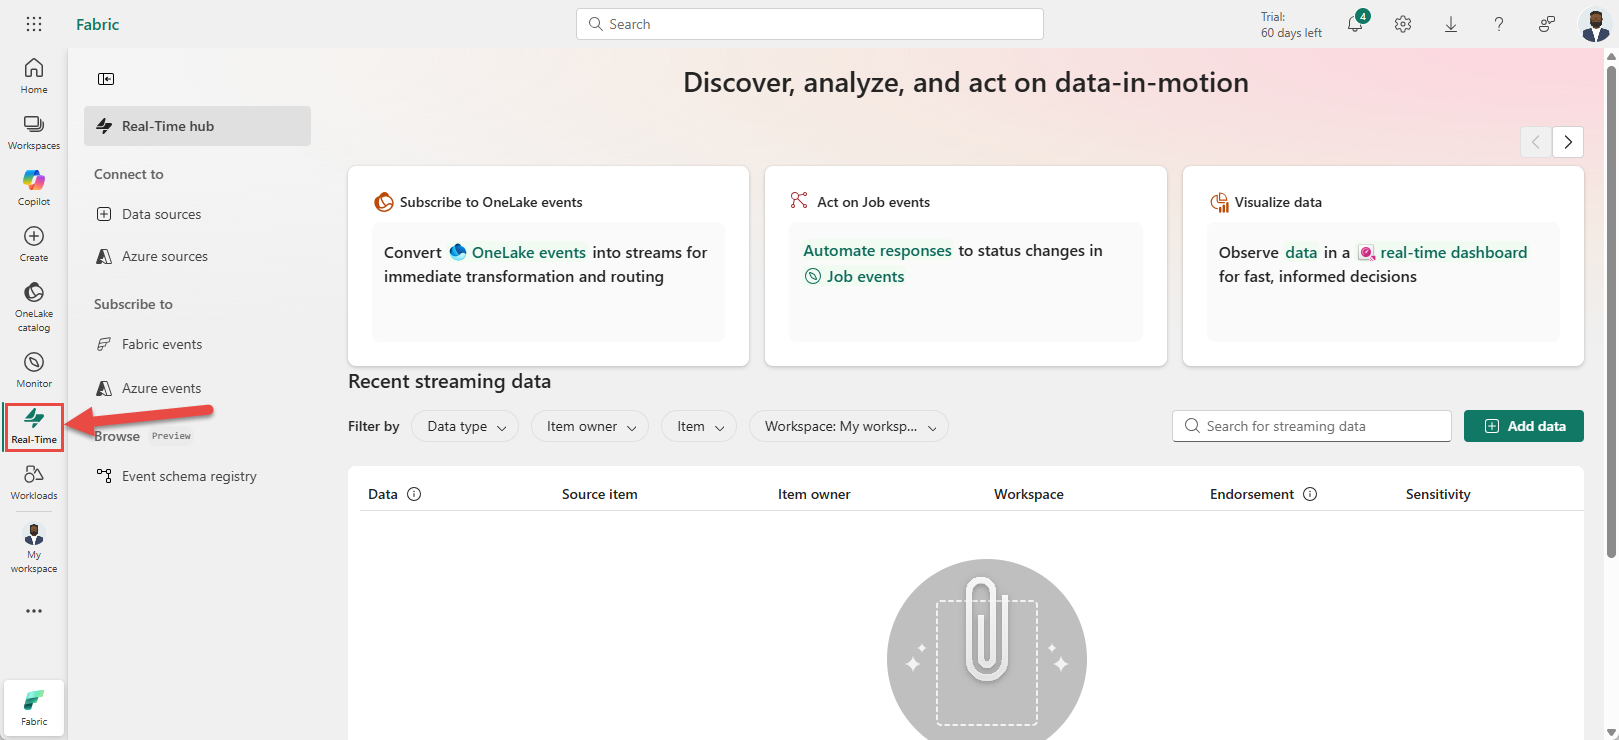 Fabric
Search
Trial:
60 days left
4
Home
Workspaces
Copilot
Create
OneLake
catalog
Monitor
Real-Time
Workloads
My
workspace
Fabric
Real-Time hub
Connect to
Data sources
Azure sources
Subscribe to
Fabric events
Azure events
Browse Preview
Event schema registry
Discover, analyze, and act on data-in-motion
Subscribe to OneLake events
Convert OneLake events into streams for
immediate transformation and routing
Act on Job events
Automate responses to status changes in
Job events
Visualize data
Observe data in a real-time dashboard
for fast, informed decisions
Recent streaming data
Filter by Data type Item owner Item Workspace: My worksp... Search for streaming data Add data
Data Source item Item owner Workspace Endorsement Sensitivity